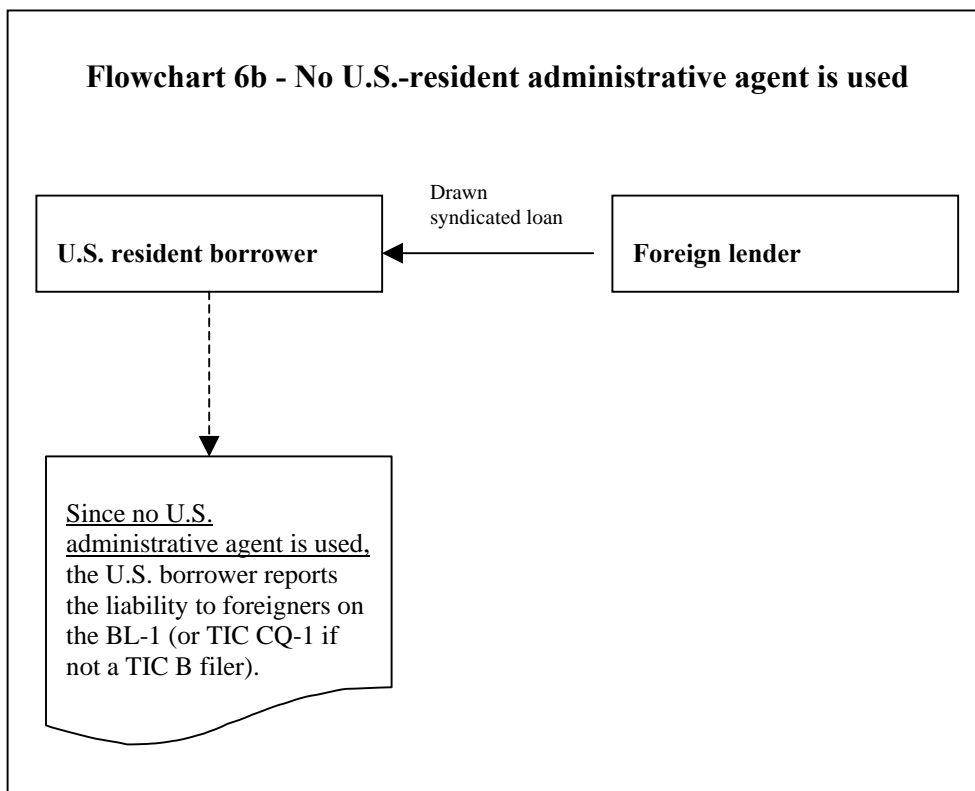 Flowchart 6b - No U.S.-resident administrative agent is used
Drawn
syndicated loan
U.S. resident borrower
Foreign lender
Since no U.S.
administrative agent is used,
the U.S. borrower reports
the liability to foreigners on
the BL-1 (or TIC CQ-1 if
not a TIC B filer).